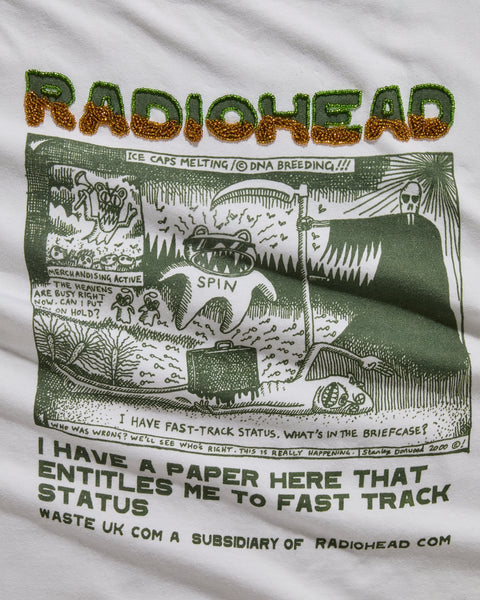 RADIOHEAD
ICE CAPS MELTING/© DNA BREEDING!!!
MERCHANDISING ACTIVE
THE HEAVENS
ARE BUSY RIGHT
NOW. CAN I PUT
ON HOLD?
SPIN
I HAVE FAST-TRACK STATUS. WHAT'S IN THE BRIEFCASE?
WHO WAS WRONG? WE'LL SEE WHO'S RIGHT. THIS IS REALLY HAPPENING. Stanley Donwood 2000 ©!
I HAVE A PAPER HERE THAT
ENTITLES ME TO FAST TRACK
STATUS
WASTE UK COM A SUBSIDIARY OF RADIOHEAD COM